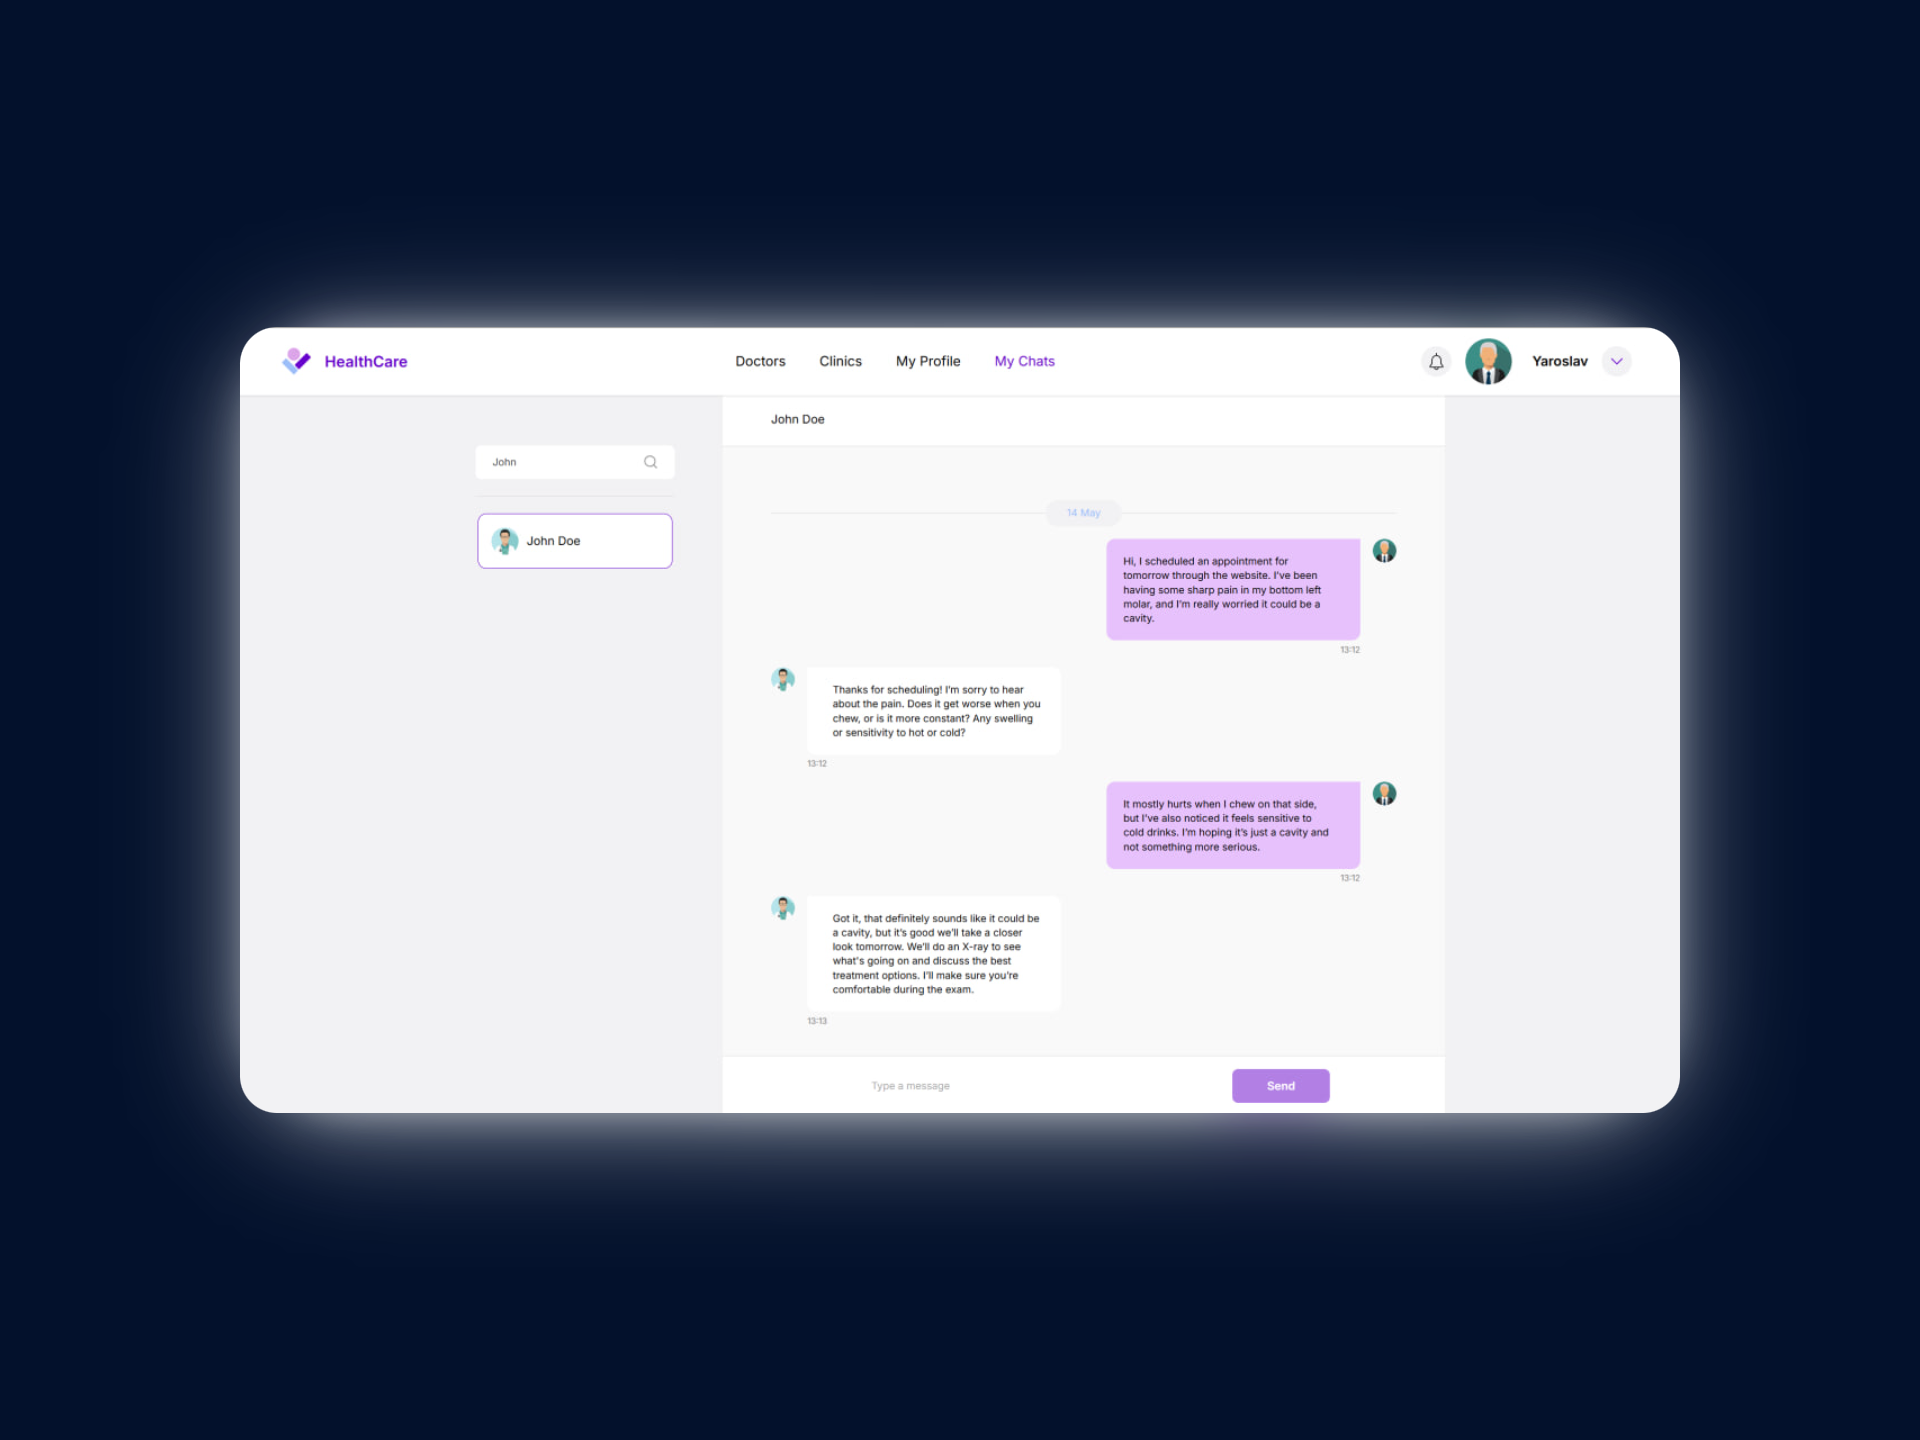 HealthCare
Doctors
Clinics
My Profile
My Chats
Yaroslav
John
John Doe
John Doe
14 May
Hi, I scheduled an appointment for
tomorrow through the website. I've been
having some sharp pain in my bottom left
molar, and I'm really worried it could be a
cavity.
13:12
Thanks for scheduling! I'm sorry to hear
about the pain. Does it get worse when you
chew, or is it more constant? Any swelling
or sensitivity to hot or cold?
13:12
It mostly hurts when I chew on that side,
but I've also noticed it feels sensitive to
cold drinks. I'm hoping it's just a cavity and
not something more serious.
13:12
Got it, that definitely sounds like it could be
a cavity, but it's good we'll take a closer
look tomorrow. We'll do an X-ray to see
what's going on and discuss the best
treatment options. I'll make sure you're
comfortable during the exam.
13:13
Type a message
Send